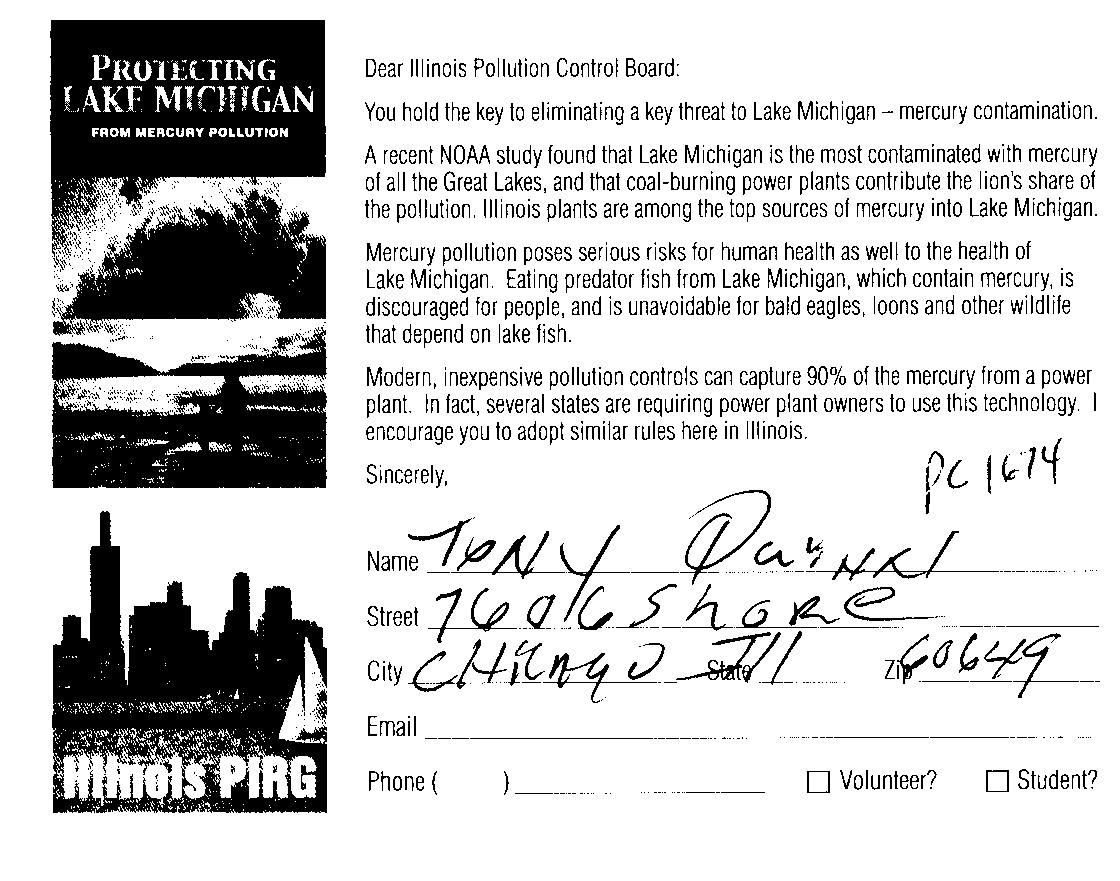 PROTECTING
LAKE MICHIGAN
FROM MERCURY POLLUTION
Illinois PIRG
Dear Illinois Pollution Control Board:
You hold the key to eliminating a key threat to Lake Michigan – mercury contamination.
A recent NOAA study found that Lake Michigan is the most contaminated with mercury
of all the Great Lakes, and that coal-burning power plants contribute the lion's share of
the pollution. Illinois plants are among the top sources of mercury into Lake Michigan.
Mercury pollution poses serious risks for human health as well to the health of
Lake Michigan. Eating predator fish from Lake Michigan, which contain mercury, is
discouraged for people, and is unavoidable for bald eagles, loons and other wildlife
that depend on lake fish.
Modern, inexpensive pollution controls can capture 90% of the mercury from a power
plant. In fact, several states are requiring power plant owners to use this technology. I
encourage you to adopt similar rules here in Illinois.
Sincerely,
PC 1674
Name TONY
Street Shore
City CHicago State Ill Zip 60649
Email
Phone ( )
Volunteer? Student?